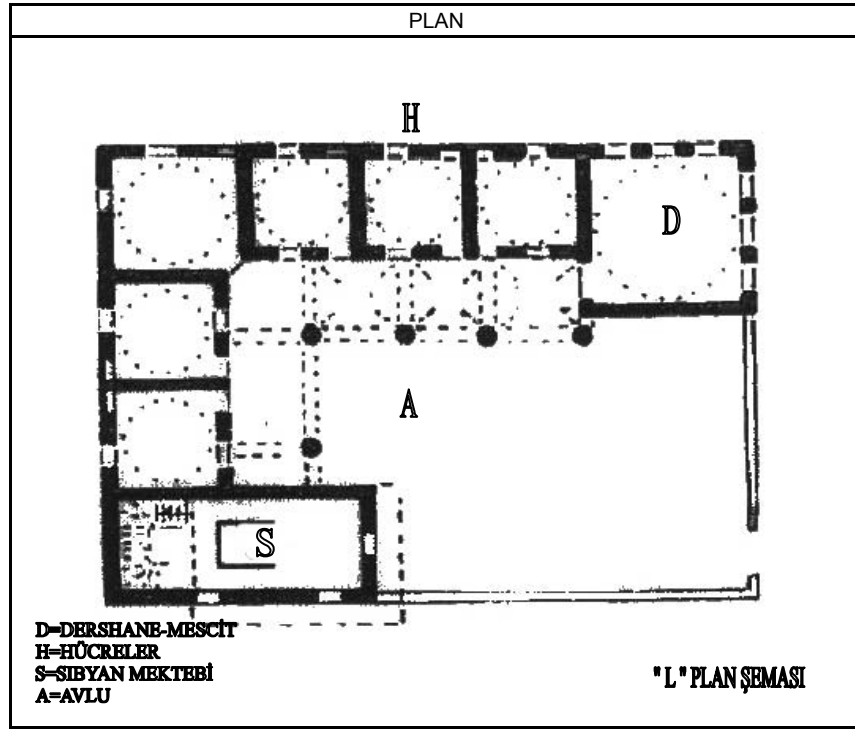 PLAN
H
D
A
S
D=DERSHANE-MESCİT
H=HÜCRELER
S=SIBYAN MEKTEBİ
A=AVLU
"L" PLAN ŞEMASI